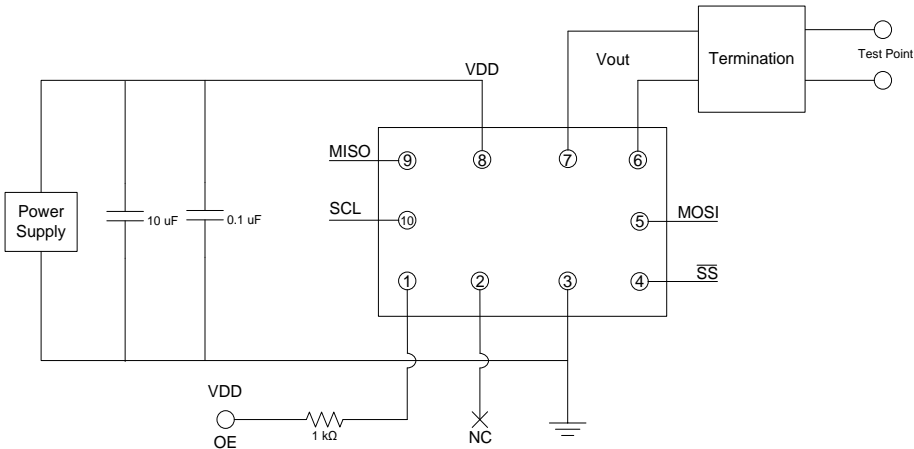 Termination
Test Point
Vout
VDD
MISO
9
8
7
6
SCL
10
5
MOSI
Power
Supply
10 uF
0.1 uF
1
2
3
4
SS
VDD
OE
1 kΩ
NC